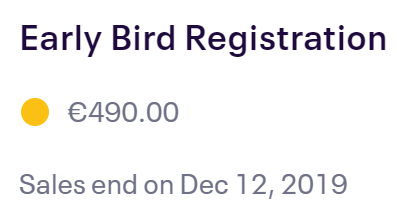 Early Bird Registration
€490.00
Sales end on Dec 12, 2019